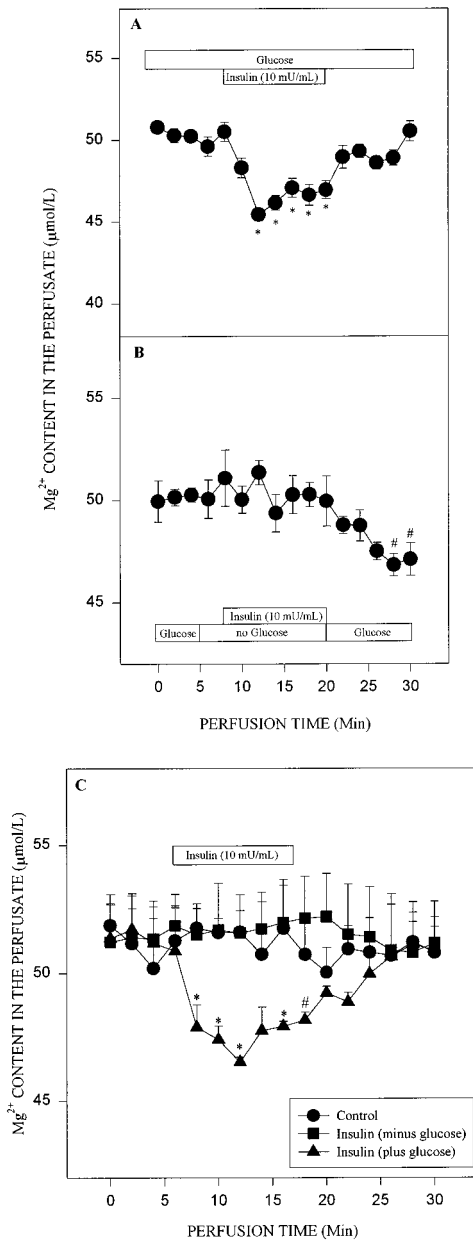 A
Glucose
Insulin (10 mU/mL)
55
50
45
40
* * * * *
B
55
50
45
# #
Insulin (10 mU/mL)
Glucose no Glucose Glucose
0 5 10 15 20 25 30
PERFUSION TIME (Min)
Mg²⁺ CONTENT IN THE PERFUSATE (μmol/L)
C
Insulin (10 mU/mL)
55
50
45
* * * * #
Control
Insulin (minus glucose)
Insulin (plus glucose)
0 5 10 15 20 25 30
PERFUSION TIME (Min)
Mg²⁺ CONTENT IN THE PERFUSATE (μmol/L)